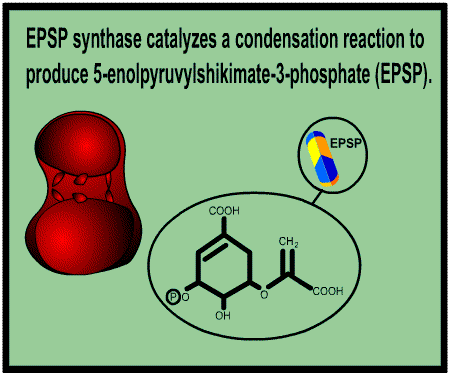 EPSP synthase catalyzes a condensation reaction to
produce 5-enolpyruvylshikimate-3-phosphate (EPSP).
EPSP
COOH
CH₂
P O
O
COOH
OH